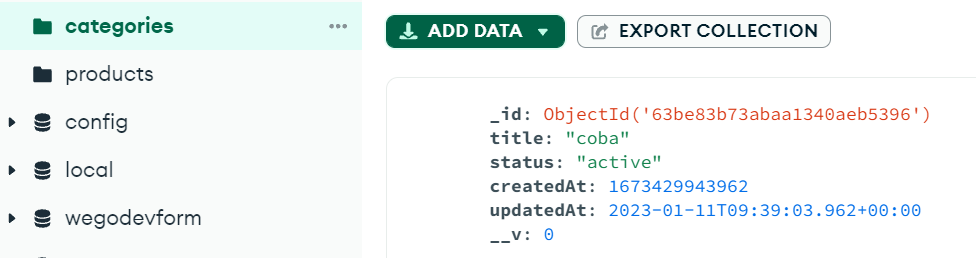 categories
products
config
local
wegodevform
ADD DATA
EXPORT COLLECTION
_id: ObjectId('63be83b73abaa1340aeb5396')
title: "coba"
status: "active"
createdAt: 1673429943962
updatedAt: 2023-01-11T09:39:03.962+00:00
__v: 0